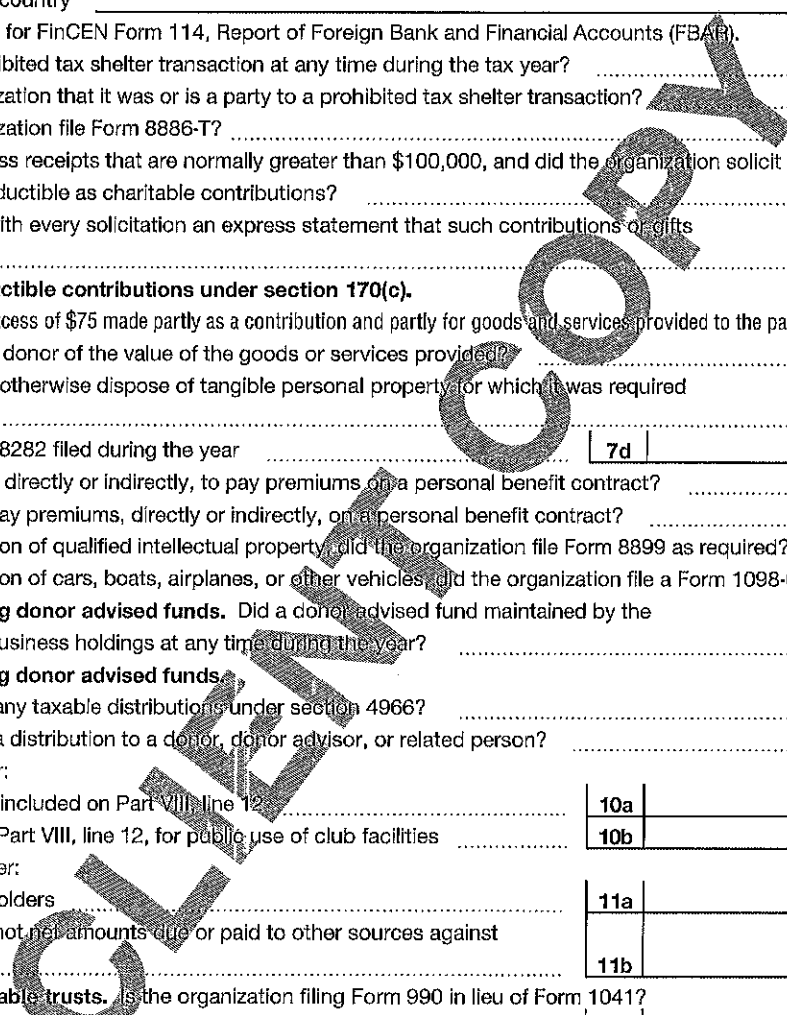 country
for FinCEN Form 114, Report of Foreign Bank and Financial Accounts (FBAR).
ibited tax shelter transaction at any time during the tax year?
zation that it was or is a party to a prohibited tax shelter transaction?
zation file Form 8886-T?
ss receipts that are normally greater than $100,000, and did the organization solicit
ductible as charitable contributions?
ith every solicitation an express statement that such contributions or gifts
ctible contributions under section 170(c).
cess of $75 made partly as a contribution and partly for goods and services provided to the pa
donor of the value of the goods or services provided?
otherwise dispose of tangible personal property for which it was required
8282 filed during the year 7d
directly or indirectly, to pay premiums on a personal benefit contract?
ay premiums, directly or indirectly, on a personal benefit contract?
on of qualified intellectual property, did the organization file Form 8899 as required?
on of cars, boats, airplanes, or other vehicles, did the organization file a Form 1098-
g donor advised funds. Did a donor advised fund maintained by the
usiness holdings at any time during the year?
g donor advised funds.
any taxable distributions under section 4966?
a distribution to a donor, donor advisor, or related person?
r:
included on Part VIII, line 12 10a
Part VIII, line 12, for public use of club facilities 10b
er:
olders 11a
not net amounts due or paid to other sources against
11b
able trusts. Is the organization filing Form 990 in lieu of Form 1041?
CLIENT COPY